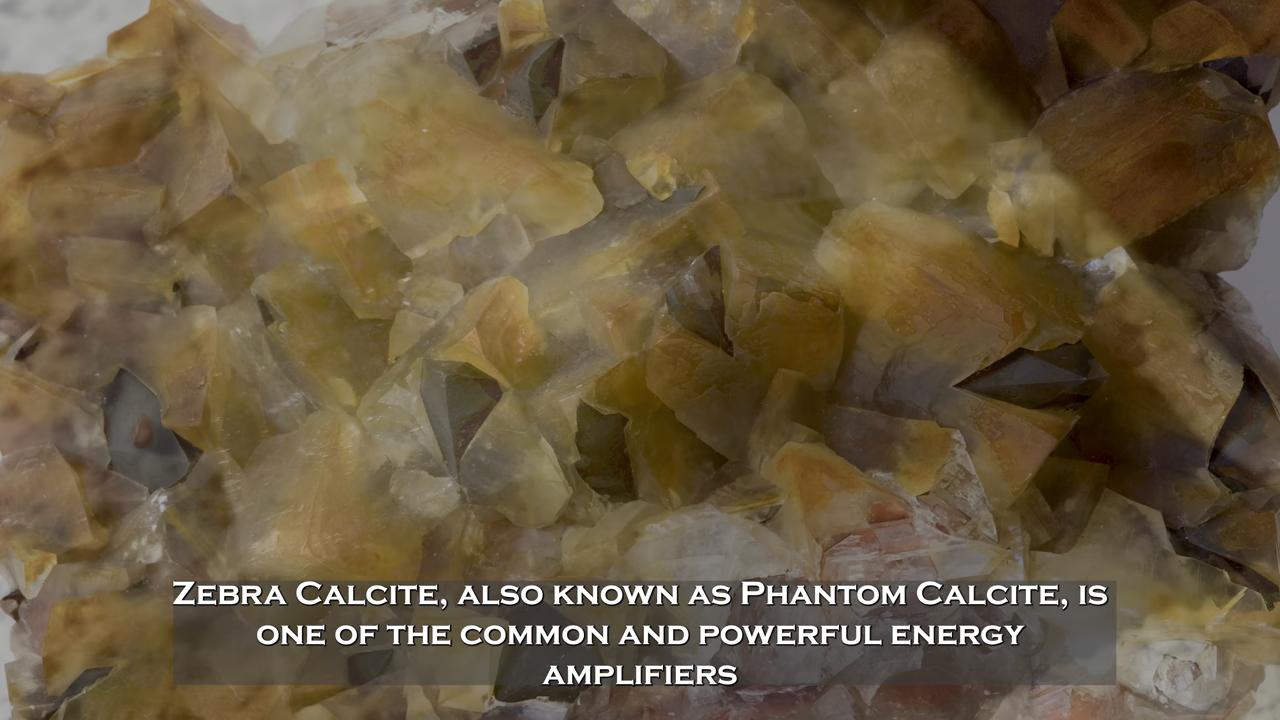 Zebra Calcite, also known as Phantom Calcite, is
one of the common and powerful energy
amplifiers